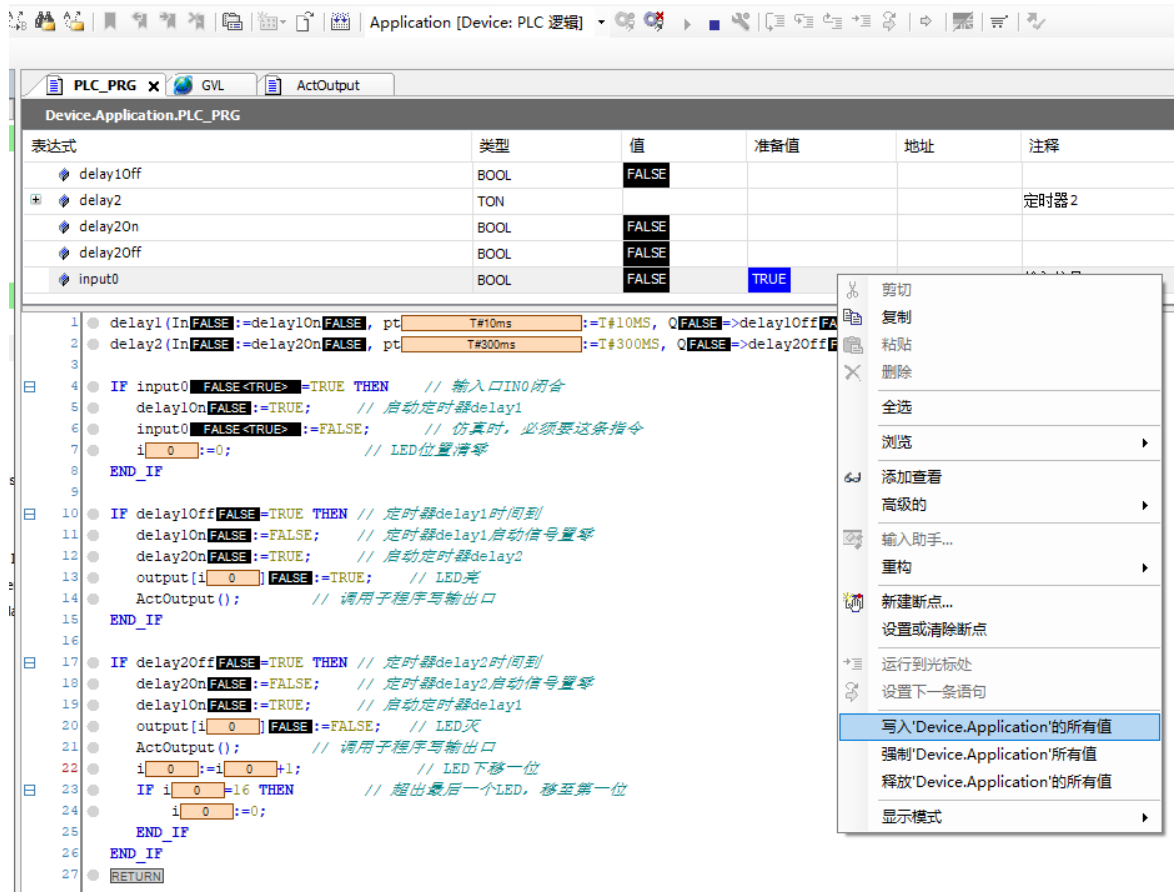 Application [Device: PLC 逻辑]
PLC_PRG GVL ActOutput
Device.Application.PLC_PRG
表达式 类型 值 准备值 地址 注释
delay1Off BOOL FALSE
delay2 TON 定时器2
delay2On BOOL FALSE
delay2Off BOOL FALSE
input0 BOOL FALSE TRUE
1 delay1(In FALSE :=delay1On FALSE , pt T#10ms :=T#10MS, Q FALSE =>delay1Off
2 delay2(In FALSE :=delay2On FALSE , pt T#300ms :=T#300MS, Q FALSE =>delay2Off
3
4 IF input0 FALSE<TRUE> =TRUE THEN // 输入口IN0闭合
5 delay1On FALSE :=TRUE; // 启动定时器delay1
6 input0 FALSE<TRUE> :=FALSE; // 仿真时，必须要这条指令
7 i 0 :=0; // LED位置清零
8 END_IF
9
10 IF delay1Off FALSE =TRUE THEN // 定时器delay1时间到
11 delay1On FALSE :=FALSE; // 定时器delay1启动信号置零
12 delay2On FALSE :=TRUE; // 启动定时器delay2
13 output[i 0 ] FALSE :=TRUE; // LED亮
14 ActOutput(); // 调用子程序写输出口
15 END_IF
16
17 IF delay2Off FALSE =TRUE THEN // 定时器delay2时间到
18 delay2On FALSE :=FALSE; // 定时器delay2启动信号置零
19 delay1On FALSE :=TRUE; // 启动定时器delay1
20 output[i 0 ] FALSE :=FALSE; // LED灭
21 ActOutput(); // 调用子程序写输出口
22 i 0 :=i 0 +1; // LED下移一位
23 IF i 0 =16 THEN // 超出最后一个LED，移至第一位
24 i 0 :=0;
25 END_IF
26 END_IF
27 RETURN
剪切
复制
粘贴
删除
全选
浏览
添加查看
高级的
输入助手...
重构
新建断点...
设置或清除断点
运行到光标处
设置下一条语句
写入'Device.Application'的所有值
强制'Device.Application'所有值
释放'Device.Application'的所有值
显示模式